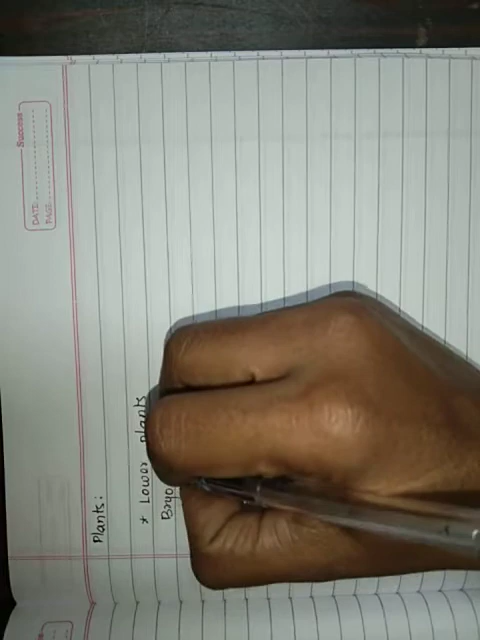 Success
DATE:
PAGE:
Plants:
* Lower plants
Bryo